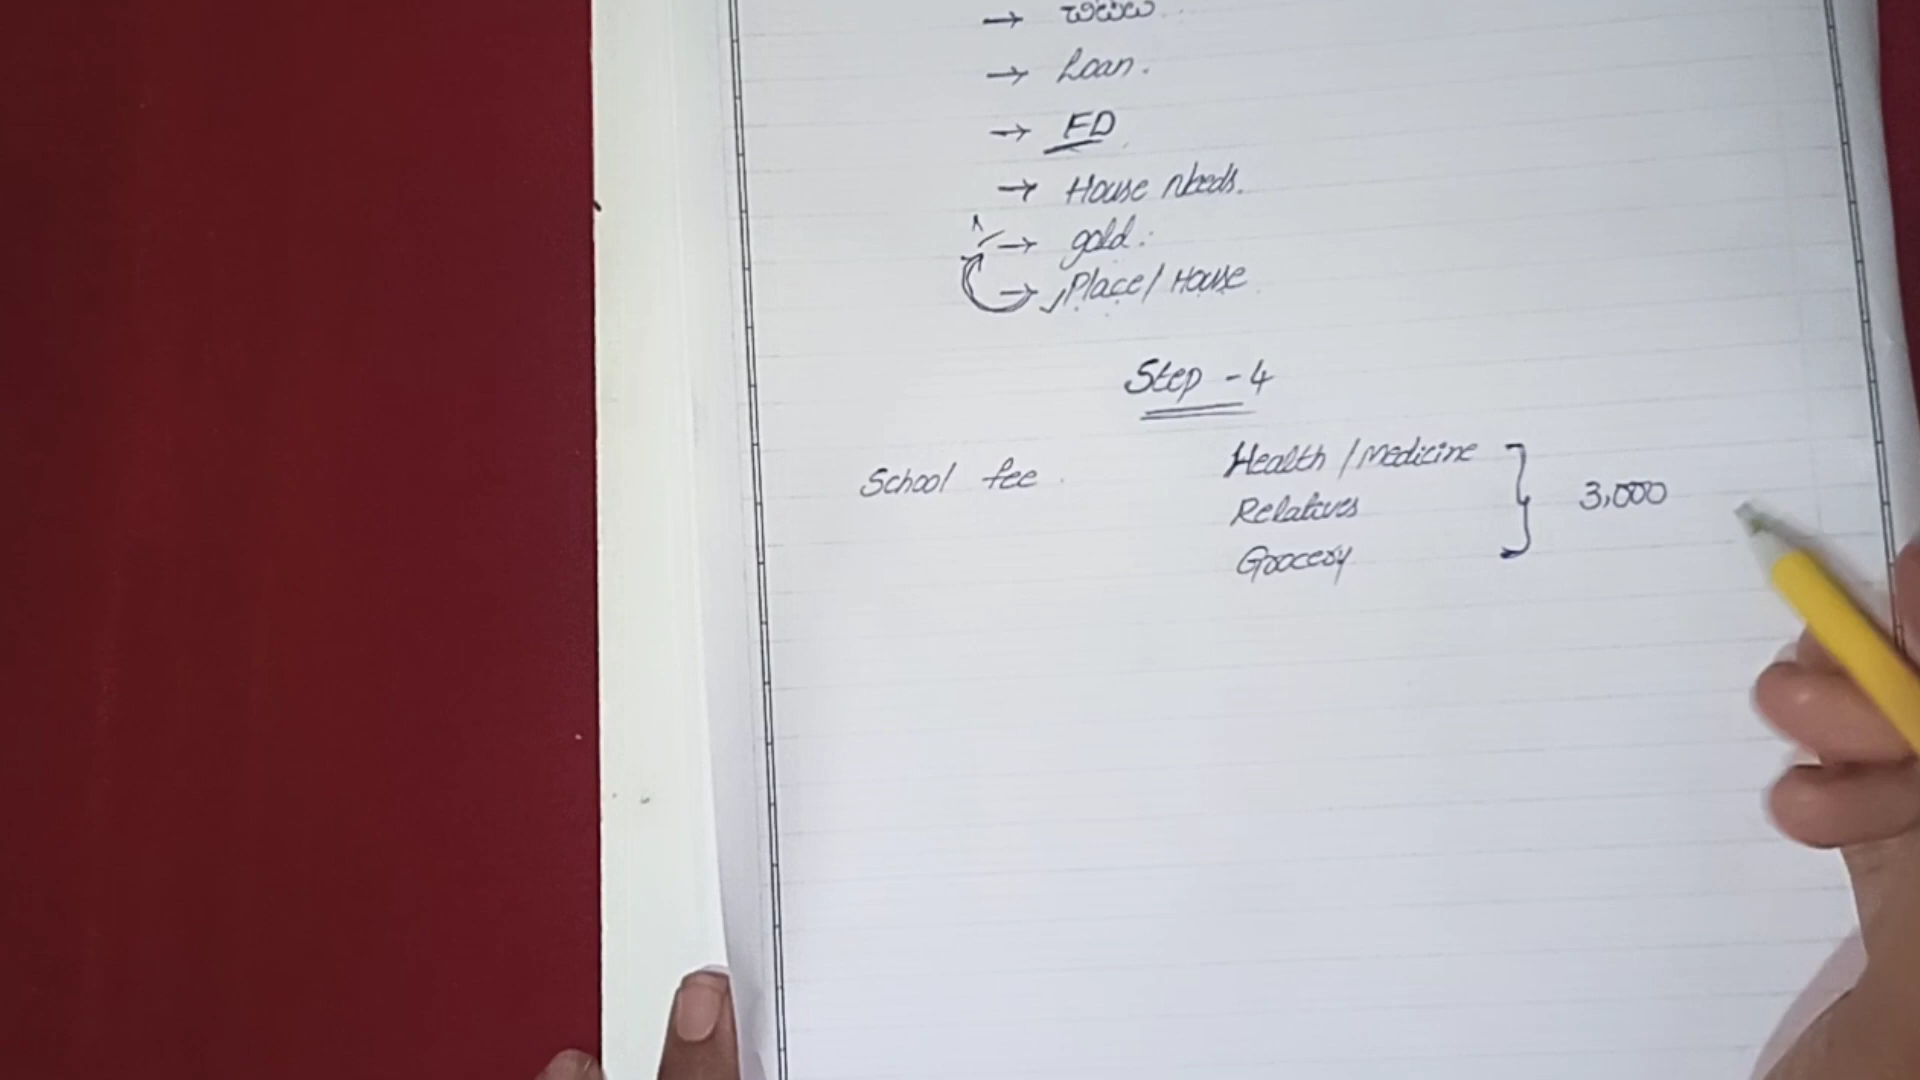 → Loan.
→ FD
→ House needs.
→ gold.
→ Place / House
Step - 4
School fee.
Health / Medicine
Relatives
Grocery
3,000